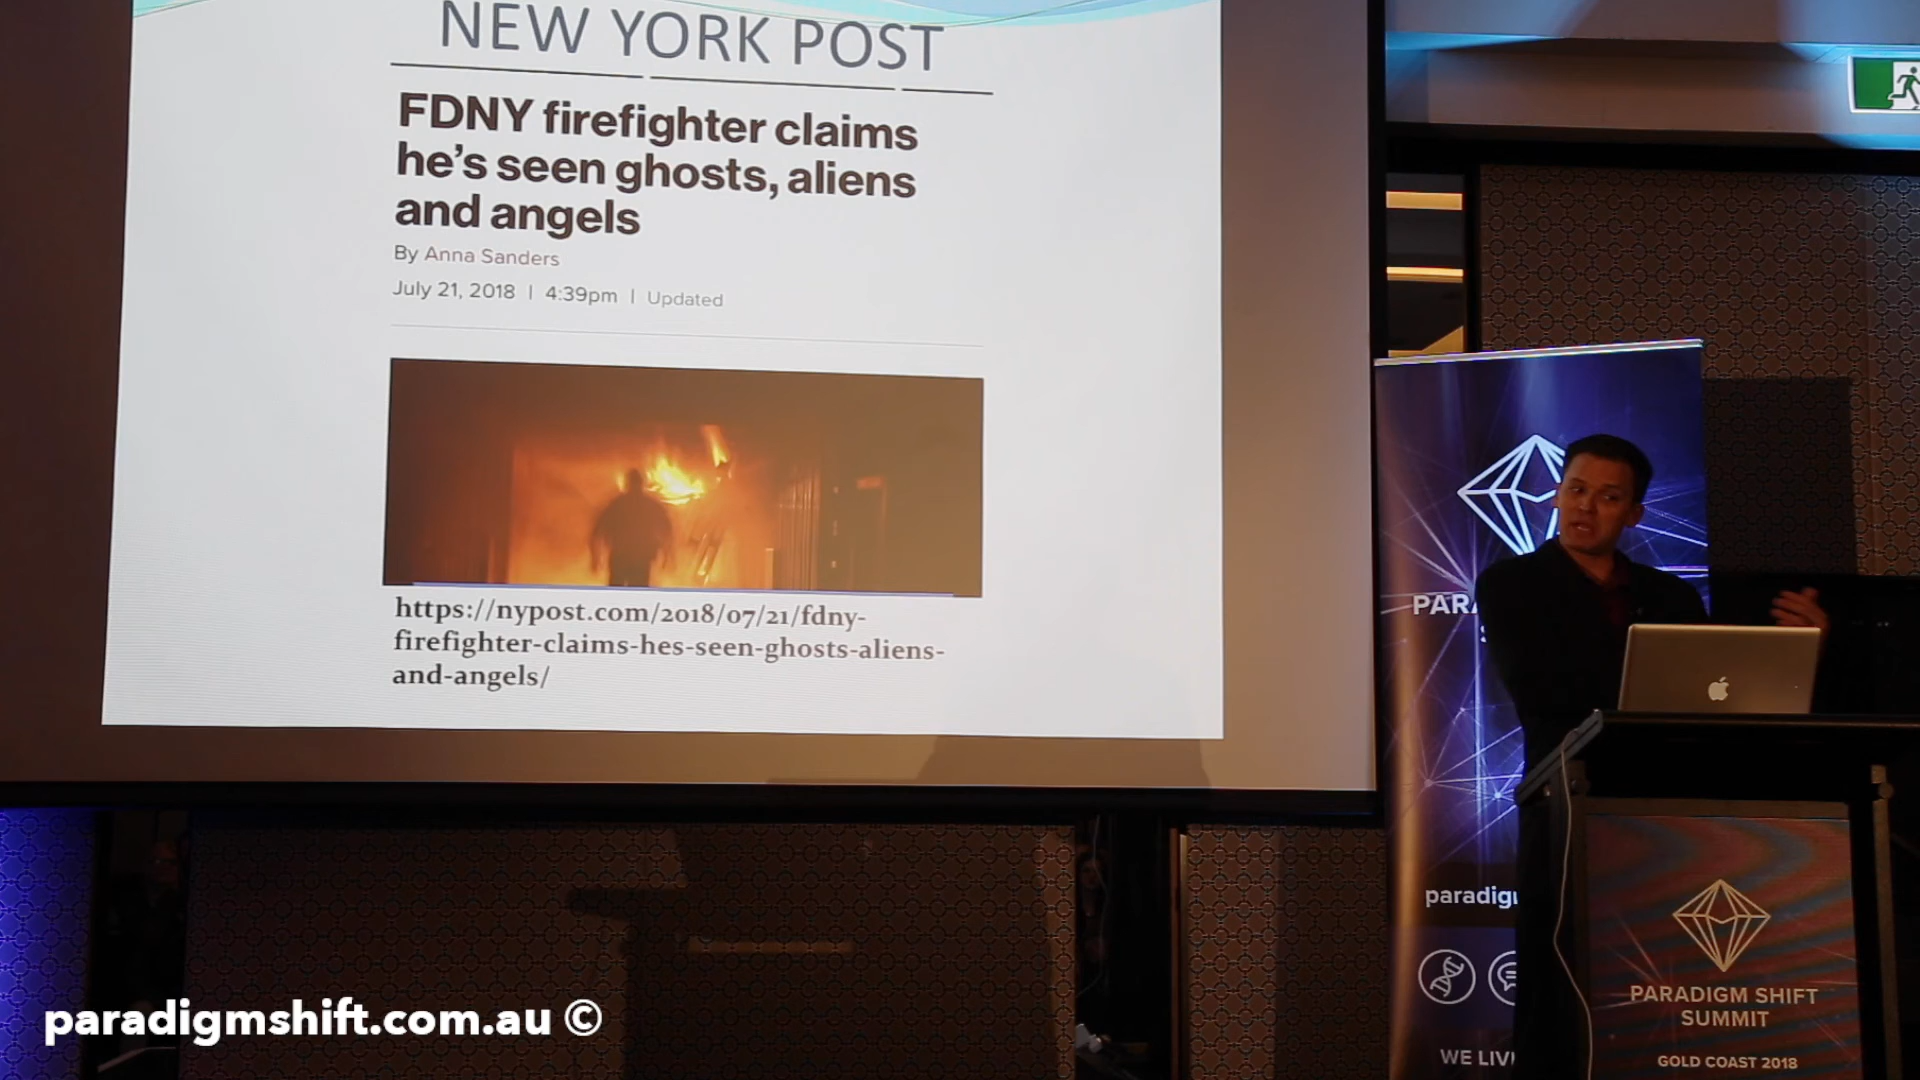 NEW YORK POST
FDNY firefighter claims
he's seen ghosts, aliens
and angels
By Anna Sanders
July 21, 2018 | 4:39pm | Updated
https://nypost.com/2018/07/21/fdny-
firefighter-claims-hes-seen-ghosts-aliens-
and-angels/
PARA
paradig
WE LIV
PARADIGM SHIFT
SUMMIT
GOLD COAST 2018
paradigmshift.com.au ©